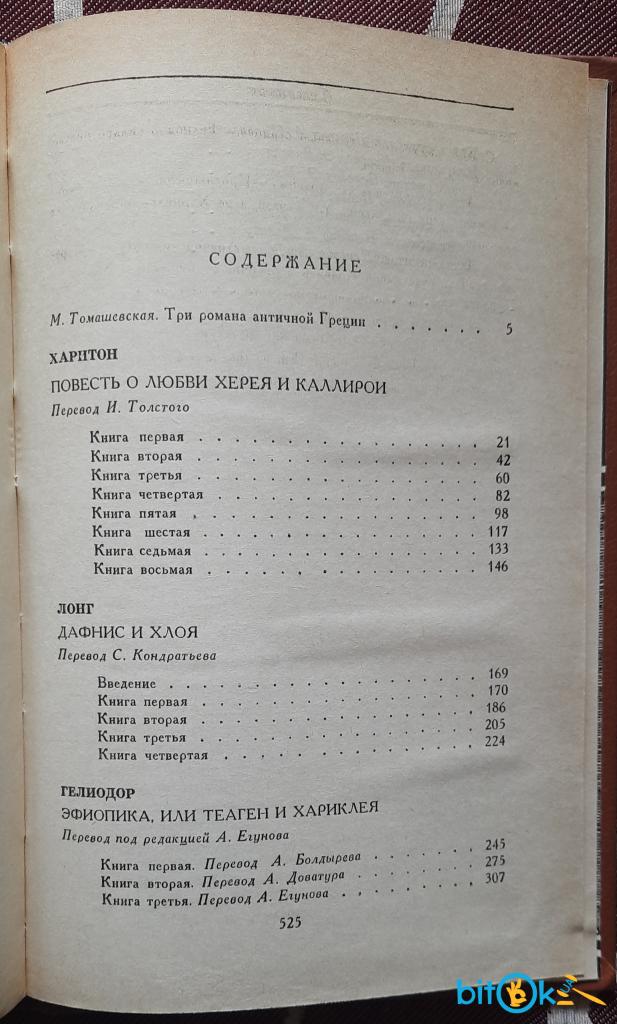 СОДЕРЖАНИЕ
М. Томашевская. Три романа античной Греции . . . . . . . 5
ХАРИТОН
ПОВЕСТЬ О ЛЮБВИ ХЕРЕЯ И КАЛЛИРОИ
Перевод И. Толстого
Книга первая . . . . . . . . . . . . . . . 21
Книга вторая . . . . . . . . . . . . . . . 42
Книга третья . . . . . . . . . . . . . . . 60
Книга четвертая . . . . . . . . . . . . . . 82
Книга пятая . . . . . . . . . . . . . . . 98
Книга шестая . . . . . . . . . . . . . . . 117
Книга седьмая . . . . . . . . . . . . . . . 133
Книга восьмая . . . . . . . . . . . . . . . 146
ЛОНГ
ДАФНИС И ХЛОЯ
Перевод С. Кондратьева
Введение . . . . . . . . . . . . . . . . 169
Книга первая . . . . . . . . . . . . . . . 170
Книга вторая . . . . . . . . . . . . . . . 186
Книга третья . . . . . . . . . . . . . . . 205
Книга четвертая . . . . . . . . . . . . . . 224
ГЕЛИОДОР
ЭФИОПИКА, ИЛИ ТЕАГЕН И ХАРИКЛЕЯ
Перевод под редакцией А. Егунова
Книга первая. Перевод А. Болдырева . . . . . . . 245
Книга вторая. Перевод А. Доватура . . . . . . . 275
Книга третья. Перевод А. Егунова . . . . . . . 307
525
bitOk.ua